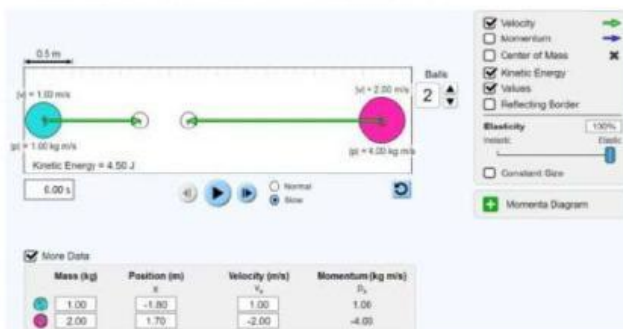 0.5 m
|v| = 1.00 m/s
|p| = 1.00 kg m/s
|v| = 2.00 m/s
|p| = 4.00 kg m/s
Kinetic Energy = 4.50 J
Balls
2
0.00 s
Normal
Slow
Velocity
Momentum
Center of Mass
Kinetic Energy
Values
Reflecting Border
Elasticity 100%
Inelastic Elastic
Constant Size
Momenta Diagram
More Data
Mass (kg) Position (m) Velocity (m/s) Momentum (kg m/s)
x vₓ pₓ
1 1.00 -1.80 1.00 1.00
2 2.00 1.70 -2.00 -4.00